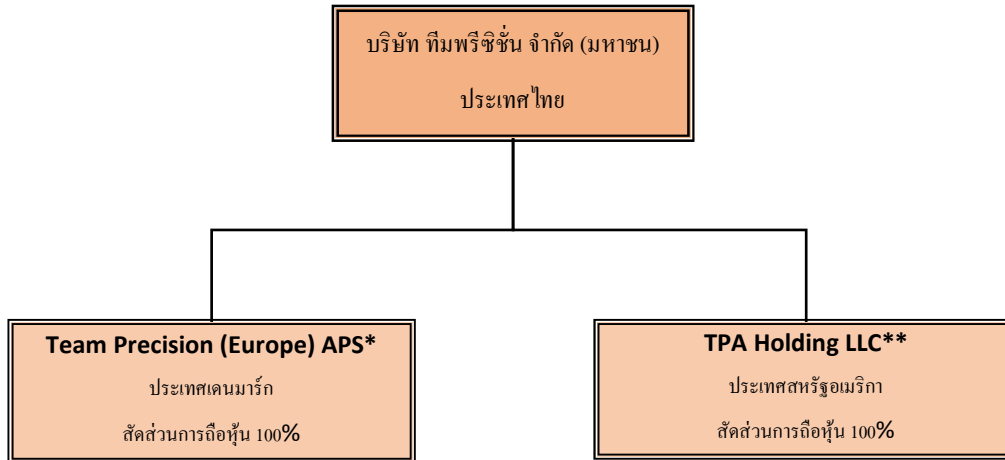 บริษัท ทีมพรีซิชั่น จำกัด (มหาชน)
ประเทศไทย
Team Precision (Europe) APS*
ประเทศเดนมาร์ก
สัดส่วนการถือหุ้น 100%
TPA Holding LLC**
ประเทศสหรัฐอเมริกา
สัดส่วนการถือหุ้น 100%